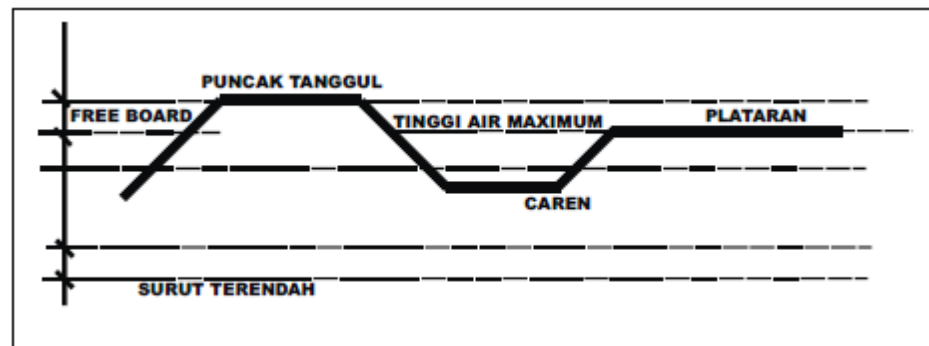 PUNCAK TANGGUL
FREE BOARD
TINGGI AIR MAXIMUM
PLATARAN
CAREN
SURUT TERENDAH